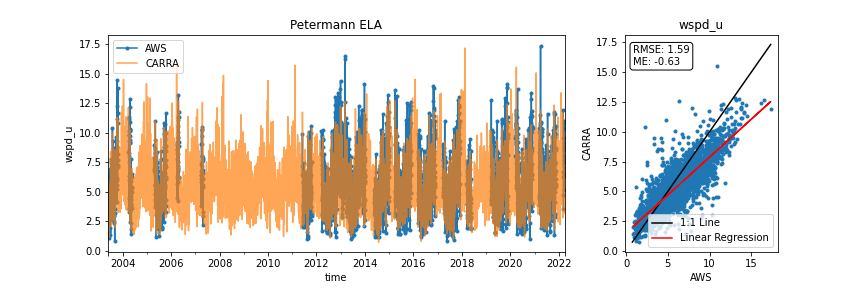 Petermann ELA
wspd_u
AWS
CARRA
17.5
15.0
12.5
10.0
7.5
5.0
2.5
0.0
2004
2006
2008
2010
2012
2014
2016
2018
2020
2022
time
wspd_u
RMSE: 1.59
ME: -0.63
17.5
15.0
12.5
10.0
7.5
5.0
2.5
0.0
CARRA
1:1 Line
Linear Regression
0
5
10
15
AWS